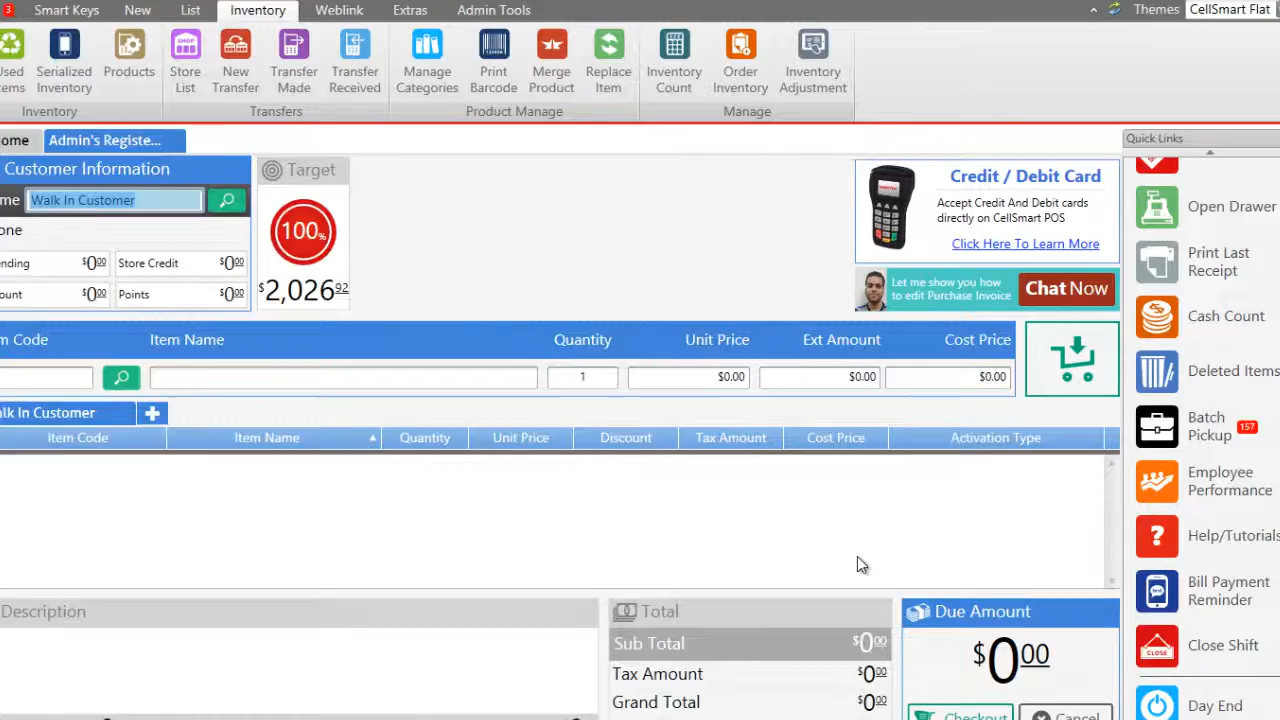 3 Smart Keys New List Inventory Weblink Extras Admin Tools Themes CellSmart Flat
Used Items
Serialized Inventory
Products
Store List
New Transfer
Transfer Made
Transfer Received
Manage Categories
Print Barcode
Merge Product
Replace Item
Inventory Count
Order Inventory
Inventory Adjustment
Inventory Transfers Product Manage Manage
ome Admin's Registe...
Quick Links
Customer Information
me Walk In Customer
one
nding $0.00 Store Credit $0.00
ount $0.00 Points $0.00
Target
100%
$2,026.92
SHOP
Credit / Debit Card
Accept Credit And Debit cards
directly on CellSmart POS
Click Here To Learn More
Let me show you how
to edit Purchase Invoice
Chat Now
m Code Item Name Quantity Unit Price Ext Amount Cost Price
1 $0.00 $0.00 $0.00
alk In Customer
Item Code Item Name Quantity Unit Price Discount Tax Amount Cost Price Activation Type
Description
Total
Sub Total $0.00
Tax Amount $0.00
Grand Total $0.00
Due Amount
$0.00
Checkout Cancel
Open Drawer
Print Last
Receipt
Cash Count
Deleted Items
Batch
Pickup 157
Employee
Performance
Help/Tutorials
Bill Payment
Reminder
CLOSE
Close Shift
Day End